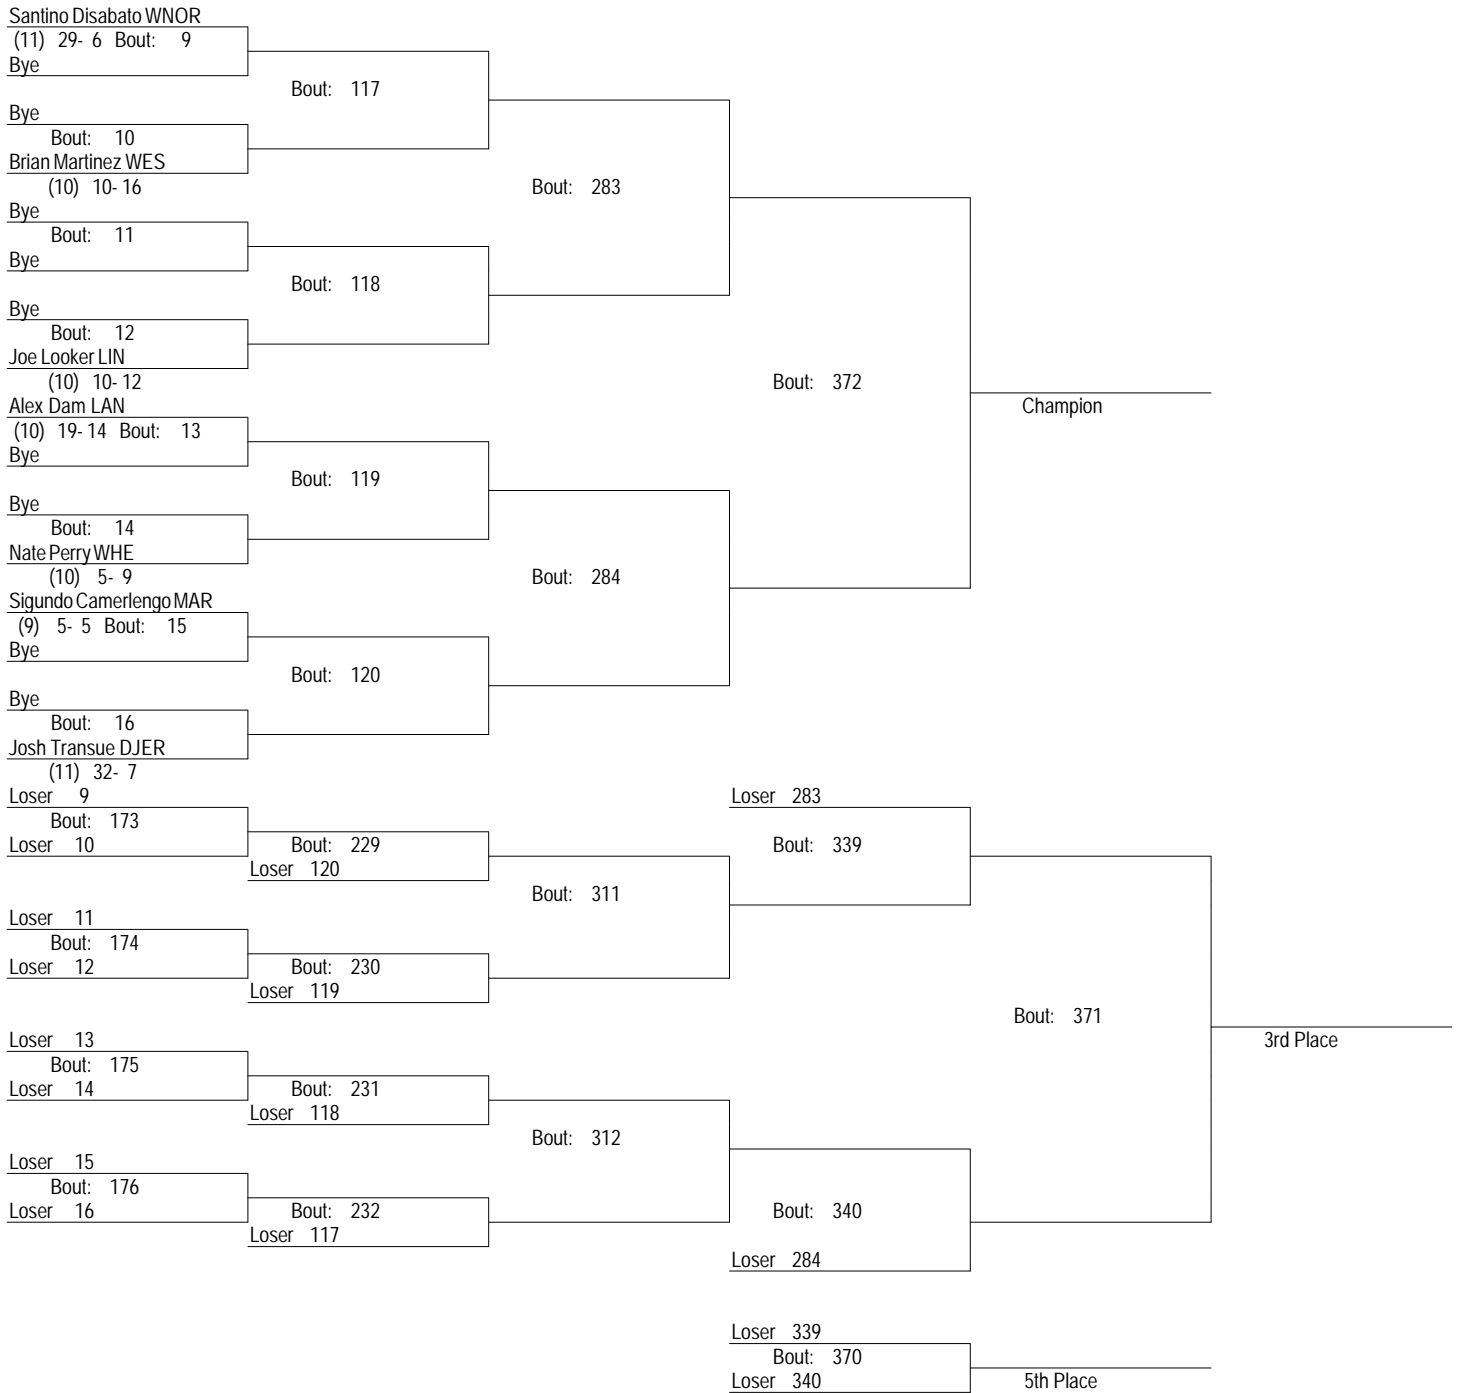 Santino Disabato WNOR
(11) 29- 6 Bout: 9
Bye
Bout: 117
Bye
Bout: 10
Brian Martinez WES
(10) 10- 16
Bout: 283
Bye
Bout: 11
Bye
Bout: 118
Bye
Bout: 12
Joe Looker LIN
(10) 10- 12
Bout: 372
Champion
Alex Dam LAN
(10) 19- 14 Bout: 13
Bye
Bout: 119
Bye
Bout: 14
Nate Perry WHE
(10) 5- 9
Bout: 284
Sigundo Camerlengo MAR
(9) 5- 5 Bout: 15
Bye
Bout: 120
Bye
Bout: 16
Josh Transue DJER
(11) 32- 7
Loser 9
Bout: 173
Loser 10
Bout: 229
Loser 120
Bout: 311
Loser 283
Bout: 339
Loser 11
Bout: 174
Loser 12
Bout: 230
Loser 119
Bout: 371
3rd Place
Loser 13
Bout: 175
Loser 14
Bout: 231
Loser 118
Bout: 312
Loser 15
Bout: 176
Loser 16
Bout: 232
Loser 117
Bout: 340
Loser 284
Loser 339
Bout: 370
Loser 340
5th Place